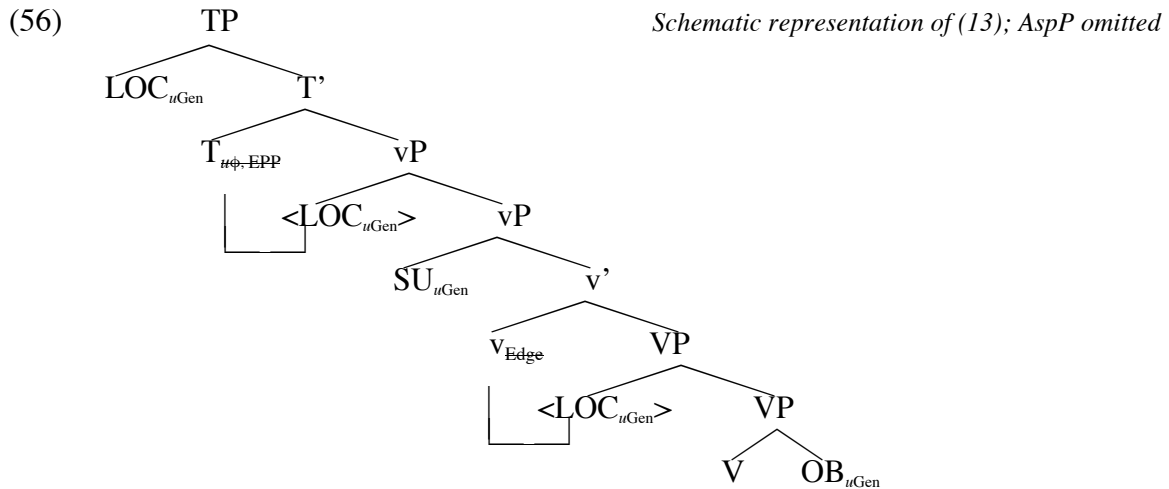 (56) TP Schematic representation of (13); AspP omitted
LOCuGen T’
Tuϕ, EPP vP
<LOCuGen> vP
SUuGen v’
vEdge VP
<LOCuGen> VP
V OBuGen